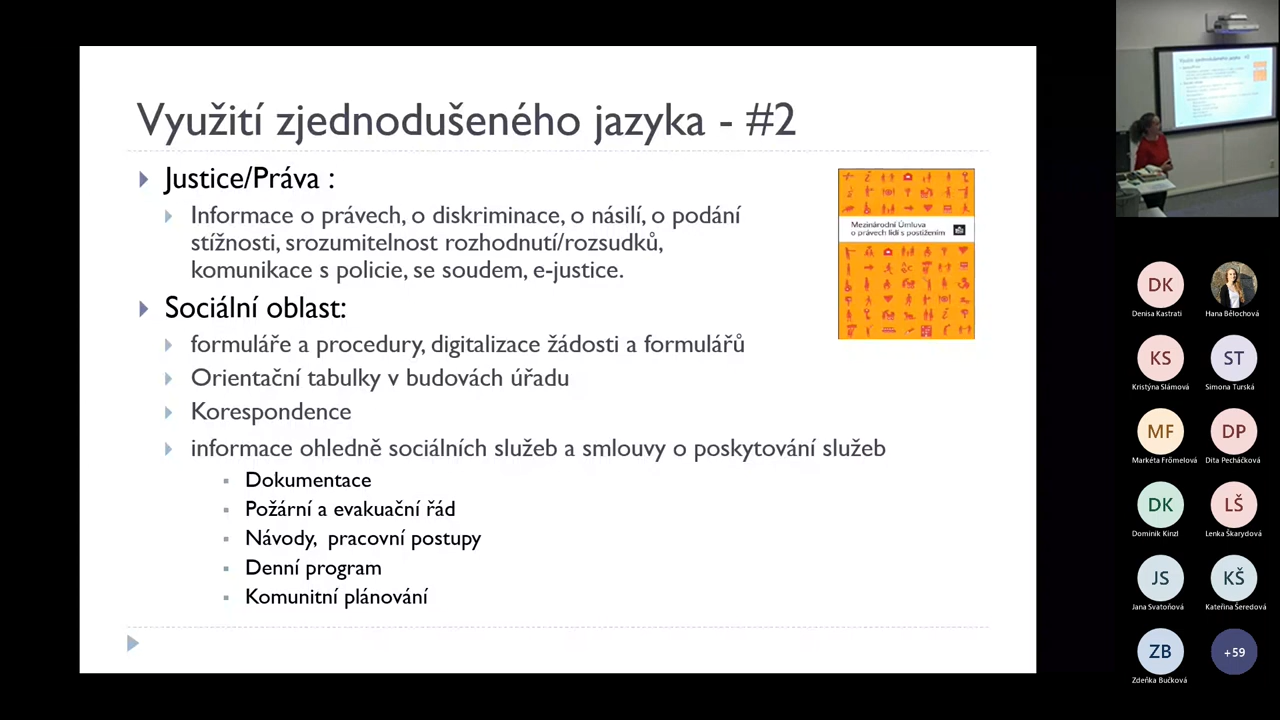 Využití zjednodušeného jazyka - #2
Justice/Práva :
Informace o právech, o diskriminace, o násilí, o podání
stížnosti, srozumitelnost rozhodnutí/rozsudků,
komunikace s policie, se soudem, e-justice.
Sociální oblast:
formuláře a procedury, digitalizace žádosti a formulářů
Orientační tabulky v budovách úřadu
Korespondence
informace ohledně sociálních služeb a smlouvy o poskytování služeb
Dokumentace
Požární a evakuační řád
Návody,  pracovní postupy
Denní program
Komunitní plánování
Mezinárodní Úmluva
o právech lidí s postižením
DK
Denisa Kastrati
Hana Bělochová
KS
Kristýna Slámová
ST
Simona Turská
MF
Markéta Frömelová
DP
Dita Pecháčková
DK
Dominik Kinzl
LŠ
Lenka Škarydová
JS
Jana Svatoňová
KŠ
Kateřina Šeredová
ZB
Zdeňka Bučková
+59